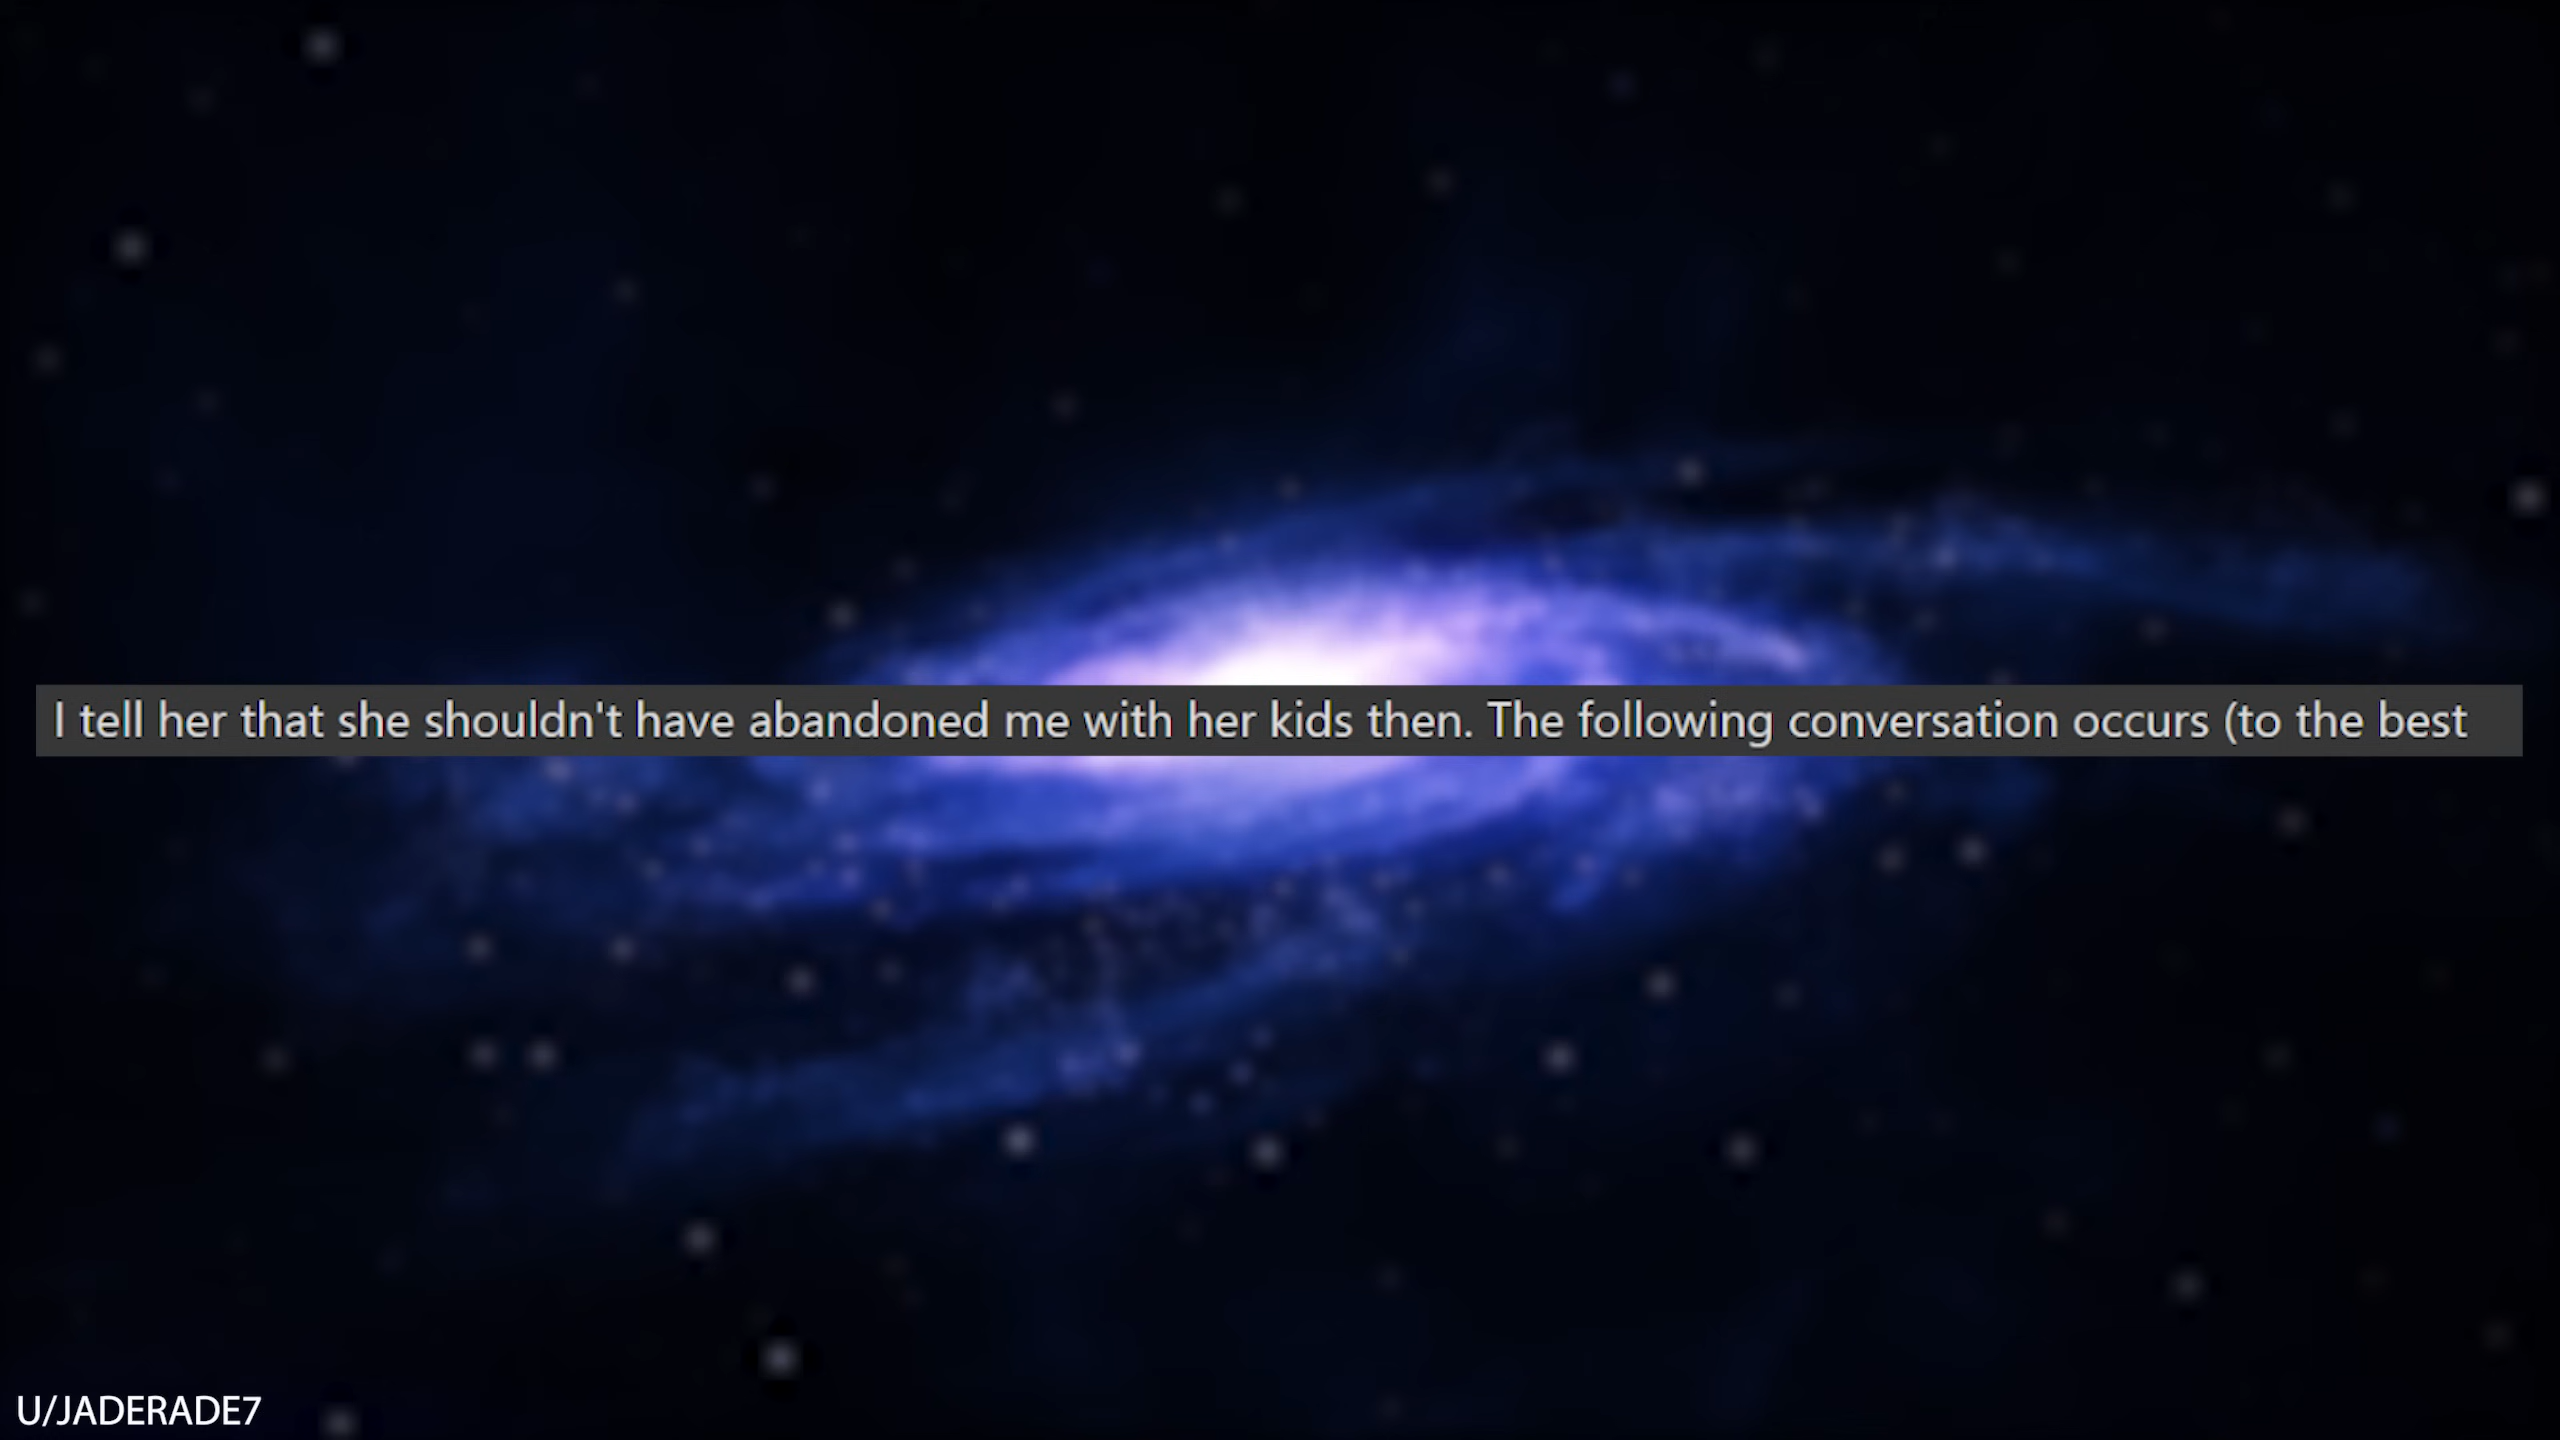 I tell her that she shouldn't have abandoned me with her kids then. The following conversation occurs (to the best
U/JADERADE7